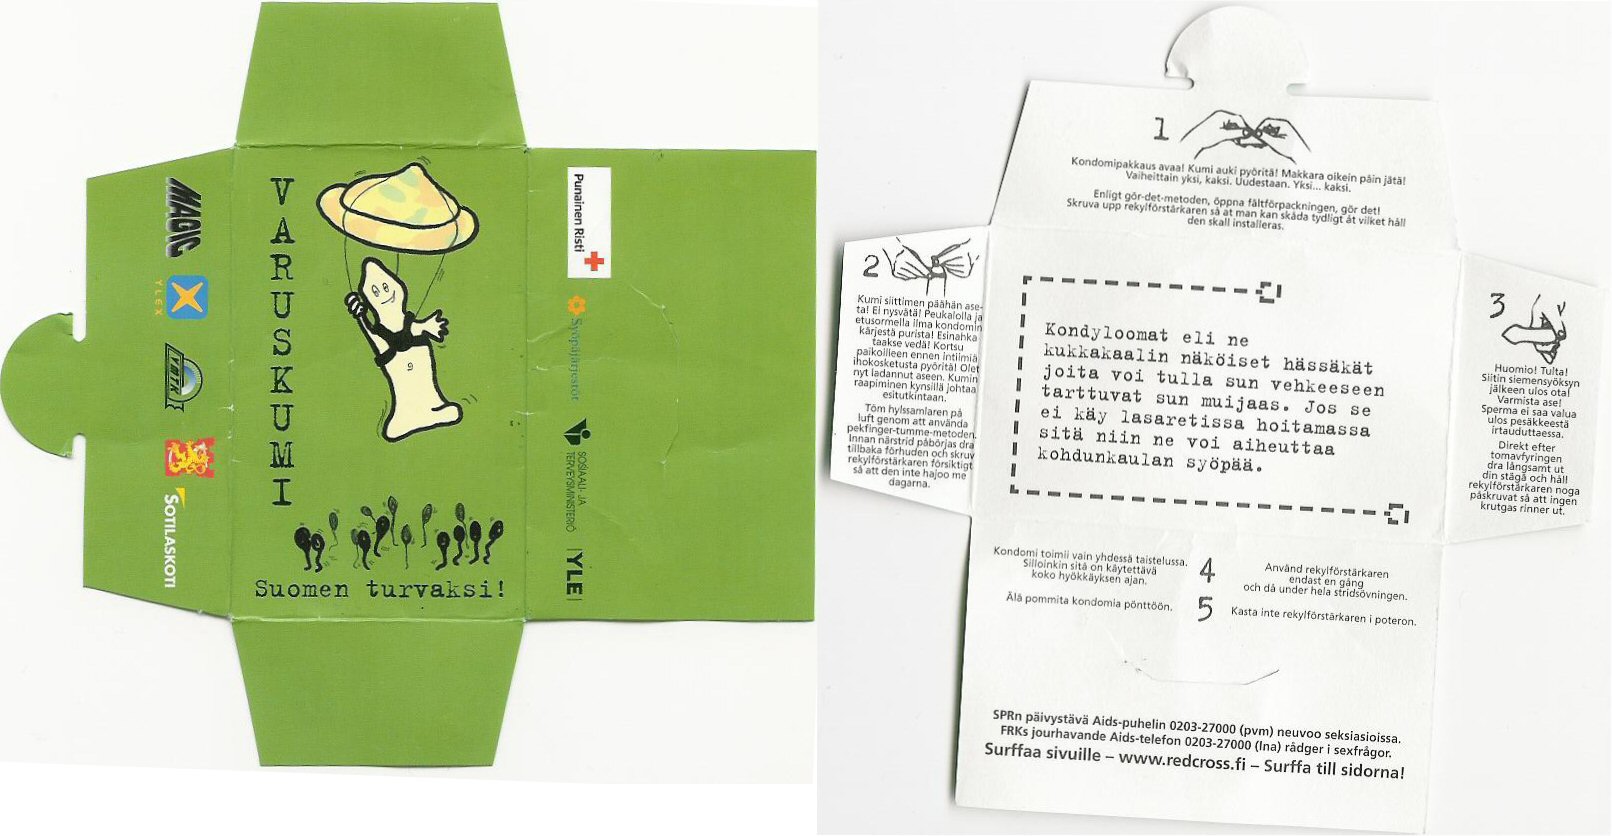 VARUSKUMI
Suomen turvaksi!
MAGIC
YLEX
VMTK
SOTILASKOTI
Punainen Risti
Syöpäjärjestöt
SOSIAALI- JA
TERVEYSMINISTERIÖ
YLE
1
Kondomipakkaus avaa! Kumi auki pyöritä! Makkara oikein päin jätä!
Vaiheittain yksi, kaksi. Uudestaan. Yksi... kaksi.
Enligt gör-det-metoden, öppna fältförpackningen, gör det!
Skruva upp rekylförstärkaren så at man kan skåda tydligt åt vilket håll
den skall installeras.
2
Kumi siittimen päähän ase-
ta! Ei nysvätä! Peukalolla ja
etusormella ilma kondomin
kärjestä purista! Esinahka
taakse vedä! Kortsu
paikoilleen ennen intiimiä
ihokosketusta pyöritä! Olet
nyt ladannut aseen. Kumin
raapiminen kynsillä johtaa
esitutkintaan.
Töm hylssamlaren på
luft genom att använda
pekfinger-tumme-metoden.
Innan närstrid påbörjas dra
tillbaka förhuden och skruv
rekylförstärkaren försiktigt
så att den inte hajoo me
dagarna.
Kondyloomat eli ne
kukkakaalin näköiset hässäkät
joita voi tulla sun vehkeeseen
tarttuvat sun muijaas. Jos se
ei käy lasaretissa hoitamassa
sitä niin ne voi aiheuttaa
kohdunkaulan syöpää.
3
Huomio! Tulta!
Siitin siemensyöksyn
jälkeen ulos ota!
Varmista ase!
Sperma ei saa valua
ulos pesäkkeestä
irtauduttaessa.
Direkt efter
tomavfyringen
dra långsamt ut
din stågå och håll
rekylförstärkaren noga
påskruvat så att ingen
krutgas rinner ut.
Kondomi toimii vain yhdessä taistelussa.
Silloinkin sitä on käytettävä
koko hyökkäyksen ajan.
4
Använd rekylförstärkaren
endast en gång
och då under hela stridsövningen.
Älä pommita kondomia pönttöön.
5
Kasta inte rekylförstärkaren i poteron.
SPRn päivystävä Aids-puhelin 0203-27000 (pvm) neuvoo seksiasioissa.
FRKs jourhavande Aids-telefon 0203-27000 (lna) rådger i sexfrågor.
Surffaa sivuille – www.redcross.fi – Surffa till sidorna!